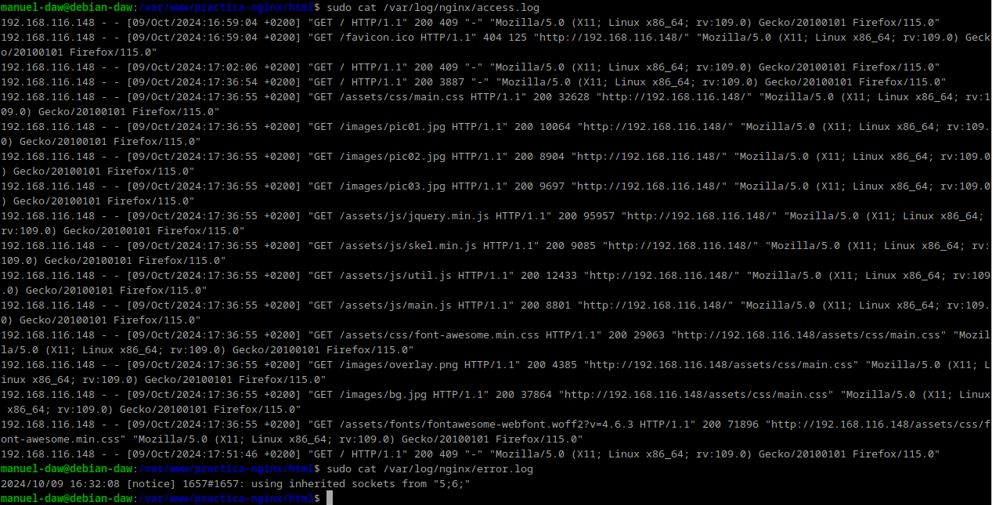 manuel-daw@debian-daw:/var/www/practica-nginx/html$ sudo cat /var/log/nginx/access.log
192.168.116.148 - - [09/Oct/2024:16:59:04 +0200] "GET / HTTP/1.1" 200 409 "-" "Mozilla/5.0 (X11; Linux x86_64; rv:109.0) Gecko/20100101 Firefox/115.0"
192.168.116.148 - - [09/Oct/2024:16:59:04 +0200] "GET /favicon.ico HTTP/1.1" 404 125 "http://192.168.116.148/" "Mozilla/5.0 (X11; Linux x86_64; rv:109.0) Geck
o/20100101 Firefox/115.0"
192.168.116.148 - - [09/Oct/2024:17:02:06 +0200] "GET / HTTP/1.1" 200 409 "-" "Mozilla/5.0 (X11; Linux x86_64; rv:109.0) Gecko/20100101 Firefox/115.0"
192.168.116.148 - - [09/Oct/2024:17:36:54 +0200] "GET / HTTP/1.1" 200 3887 "-" "Mozilla/5.0 (X11; Linux x86_64; rv:109.0) Gecko/20100101 Firefox/115.0"
192.168.116.148 - - [09/Oct/2024:17:36:55 +0200] "GET /assets/css/main.css HTTP/1.1" 200 32628 "http://192.168.116.148/" "Mozilla/5.0 (X11; Linux x86_64; rv:1
09.0) Gecko/20100101 Firefox/115.0"
192.168.116.148 - - [09/Oct/2024:17:36:55 +0200] "GET /images/pic01.jpg HTTP/1.1" 200 10064 "http://192.168.116.148/" "Mozilla/5.0 (X11; Linux x86_64; rv:109.
0) Gecko/20100101 Firefox/115.0"
192.168.116.148 - - [09/Oct/2024:17:36:55 +0200] "GET /images/pic02.jpg HTTP/1.1" 200 8904 "http://192.168.116.148/" "Mozilla/5.0 (X11; Linux x86_64; rv:109.0
) Gecko/20100101 Firefox/115.0"
192.168.116.148 - - [09/Oct/2024:17:36:55 +0200] "GET /images/pic03.jpg HTTP/1.1" 200 9697 "http://192.168.116.148/" "Mozilla/5.0 (X11; Linux x86_64; rv:109.0
) Gecko/20100101 Firefox/115.0"
192.168.116.148 - - [09/Oct/2024:17:36:55 +0200] "GET /assets/js/jquery.min.js HTTP/1.1" 200 95957 "http://192.168.116.148/" "Mozilla/5.0 (X11; Linux x86_64;
rv:109.0) Gecko/20100101 Firefox/115.0"
192.168.116.148 - - [09/Oct/2024:17:36:55 +0200] "GET /assets/js/skel.min.js HTTP/1.1" 200 9085 "http://192.168.116.148/" "Mozilla/5.0 (X11; Linux x86_64; rv:
109.0) Gecko/20100101 Firefox/115.0"
192.168.116.148 - - [09/Oct/2024:17:36:55 +0200] "GET /assets/js/util.js HTTP/1.1" 200 12433 "http://192.168.116.148/" "Mozilla/5.0 (X11; Linux x86_64; rv:109
.0) Gecko/20100101 Firefox/115.0"
192.168.116.148 - - [09/Oct/2024:17:36:55 +0200] "GET /assets/js/main.js HTTP/1.1" 200 8801 "http://192.168.116.148/" "Mozilla/5.0 (X11; Linux x86_64; rv:109.
0) Gecko/20100101 Firefox/115.0"
192.168.116.148 - - [09/Oct/2024:17:36:55 +0200] "GET /assets/css/font-awesome.min.css HTTP/1.1" 200 29063 "http://192.168.116.148/assets/css/main.css" "Mozil
la/5.0 (X11; Linux x86_64; rv:109.0) Gecko/20100101 Firefox/115.0"
192.168.116.148 - - [09/Oct/2024:17:36:55 +0200] "GET /images/overlay.png HTTP/1.1" 200 4385 "http://192.168.116.148/assets/css/main.css" "Mozilla/5.0 (X11; L
inux x86_64; rv:109.0) Gecko/20100101 Firefox/115.0"
192.168.116.148 - - [09/Oct/2024:17:36:55 +0200] "GET /images/bg.jpg HTTP/1.1" 200 37864 "http://192.168.116.148/assets/css/main.css" "Mozilla/5.0 (X11; Linux
 x86_64; rv:109.0) Gecko/20100101 Firefox/115.0"
192.168.116.148 - - [09/Oct/2024:17:36:55 +0200] "GET /assets/fonts/fontawesome-webfont.woff2?v=4.6.3 HTTP/1.1" 200 71896 "http://192.168.116.148/assets/css/f
ont-awesome.min.css" "Mozilla/5.0 (X11; Linux x86_64; rv:109.0) Gecko/20100101 Firefox/115.0"
192.168.116.148 - - [09/Oct/2024:17:51:46 +0200] "GET / HTTP/1.1" 200 409 "-" "Mozilla/5.0 (X11; Linux x86_64; rv:109.0) Gecko/20100101 Firefox/115.0"
manuel-daw@debian-daw:/var/www/practica-nginx/html$ sudo cat /var/log/nginx/error.log
2024/10/09 16:32:08 [notice] 1657#1657: using inherited sockets from "5;6;"
manuel-daw@debian-daw:/var/www/practica-nginx/html$